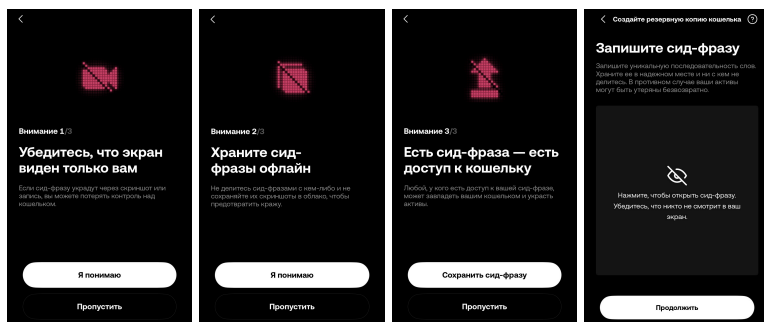 Внимание 1/3
Убедитесь, что экран
виден только вам
Если сид-фразу украдут через скриншот или
запись, вы можете потерять контроль над
кошельком.
Я понимаю
Пропустить
Внимание 2/3
Храните сид-
фразы офлайн
Не делитесь сид-фразами с кем-либо и не
сохраняйте их скриншоты в облако, чтобы
предотвратить кражу.
Я понимаю
Пропустить
Внимание 3/3
Есть сид-фраза — есть
доступ к кошельку
Любой, у кого есть доступ к вашей сид-фразе,
может завладеть вашим кошельком и украсть
активы.
Сохранить сид-фразу
Пропустить
Создайте резервную копию кошелька
Запишите сид-фразу
Запишите уникальную последовательность слов.
Храните ее в надежном месте и ни с кем не
делитесь. В противном случае ваши активы
могут быть утеряны безвозвратно.
Нажмите, чтобы открыть сид-фразу.
Убедитесь, что никто не смотрит в ваш
экран.
Продолжить